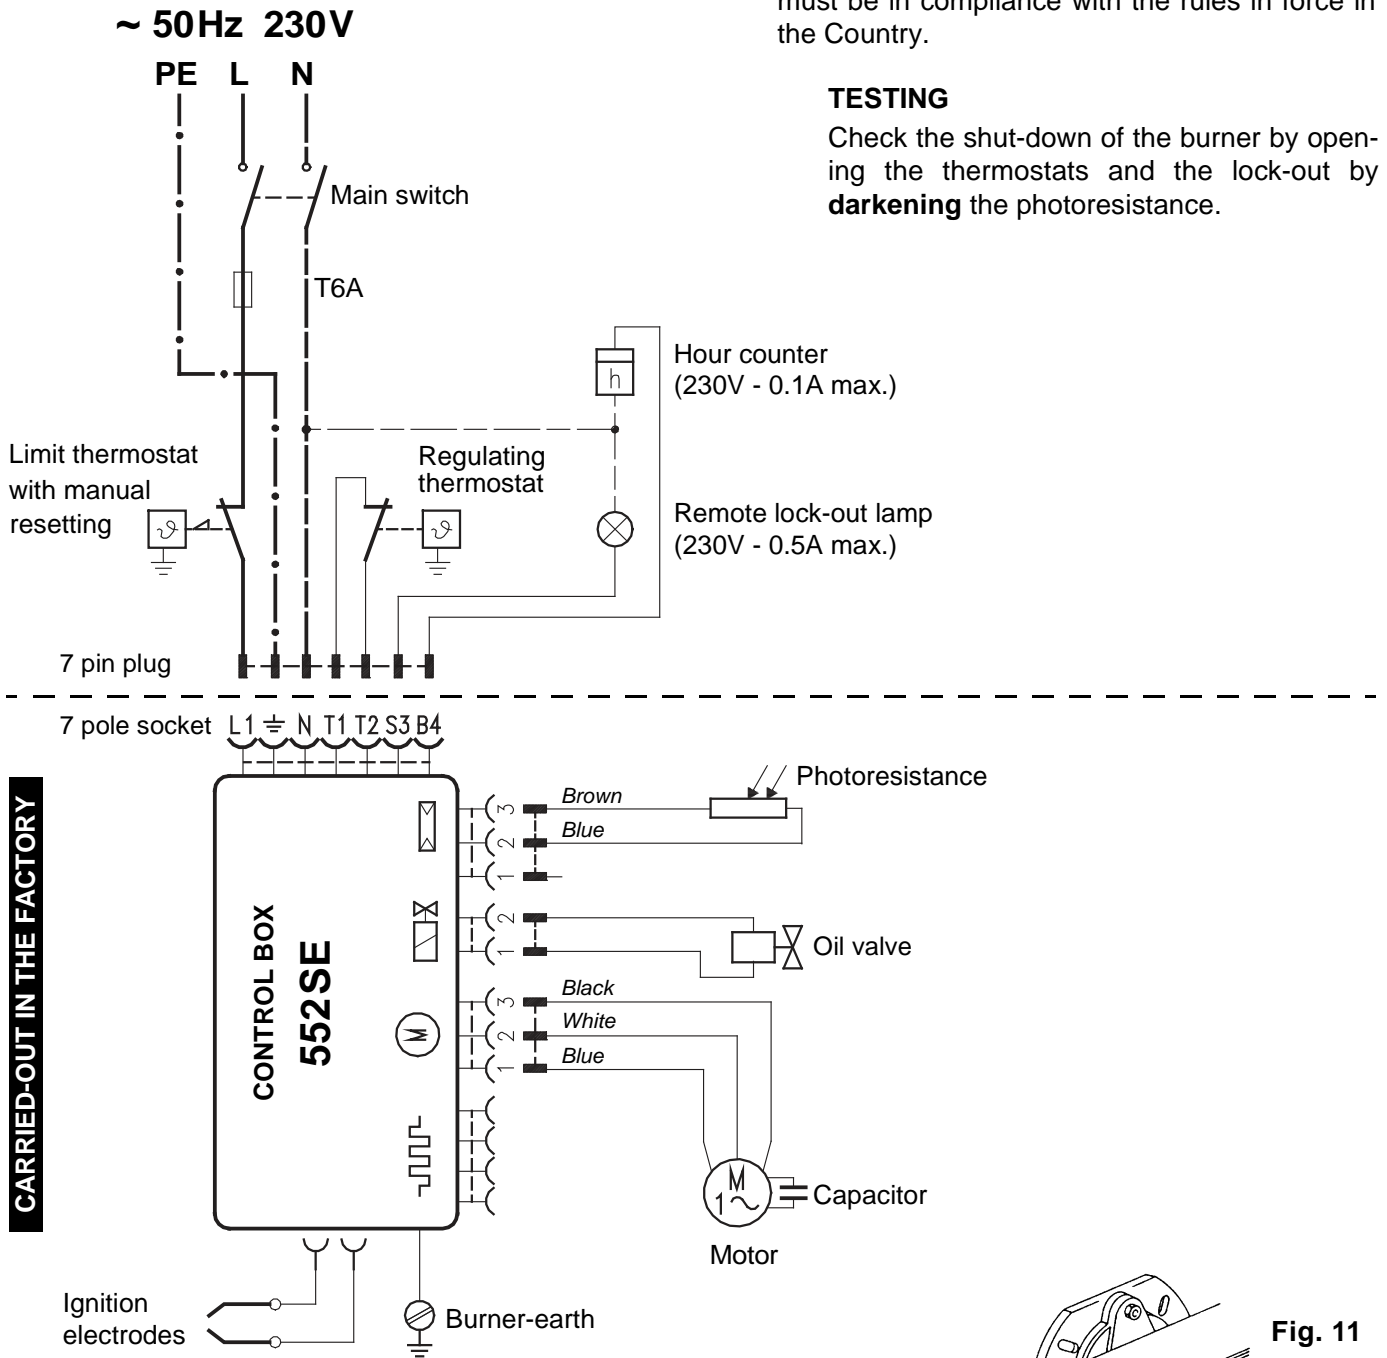 must be in compliance with the rules in force in
the Country.
TESTING
Check the shut-down of the burner by open-
ing the thermostats and the lock-out by
darkening the photoresistance.
~ 50Hz 230V
PE L N
Main switch
T6A
Hour counter
(230V - 0.1A max.)
h
Limit thermostat
with manual
resetting
ϑ
Regulating
thermostat
ϑ
Remote lock-out lamp
(230V - 0.5A max.)
7 pin plug
7 pole socket L1 N T1 T2 S3 B4
CARRIED-OUT IN THE FACTORY
CONTROL BOX
552SE
3 Brown
2 Blue
1
Photoresistance
2
1
Oil valve
M
3 Black
2 White
1 Blue
M
1~
Capacitor
Motor
Ignition
electrodes
Burner-earth
Fig. 11